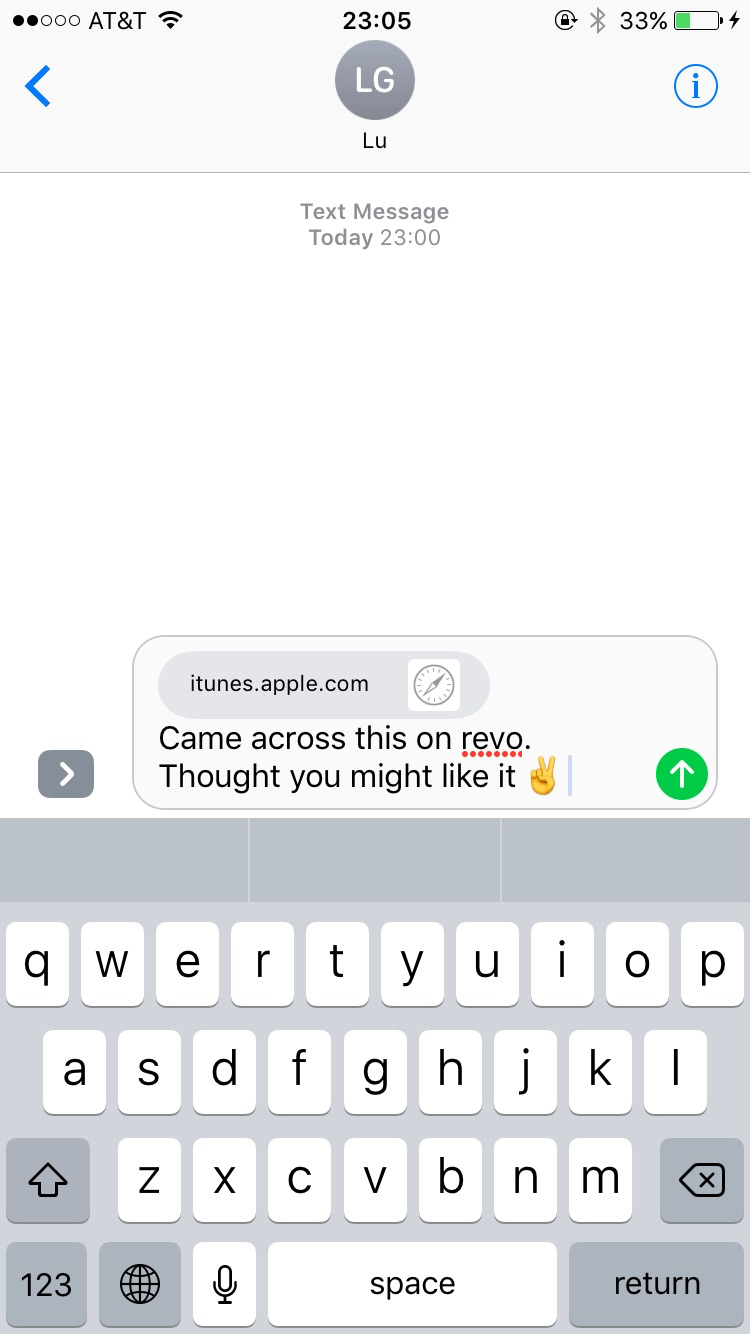 AT&T 23:05 33%
LG
Lu
Text Message
Today 23:00
itunes.apple.com
Came across this on revo.
Thought you might like it ✌️
q w e r t y u i o p
a s d f g h j k l
z x c v b n m
123 space return